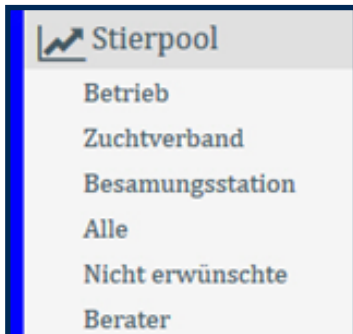 Stierpool
Betrieb
Zuchtverband
Besamungsstation
Alle
Nicht erwünschte
Berater